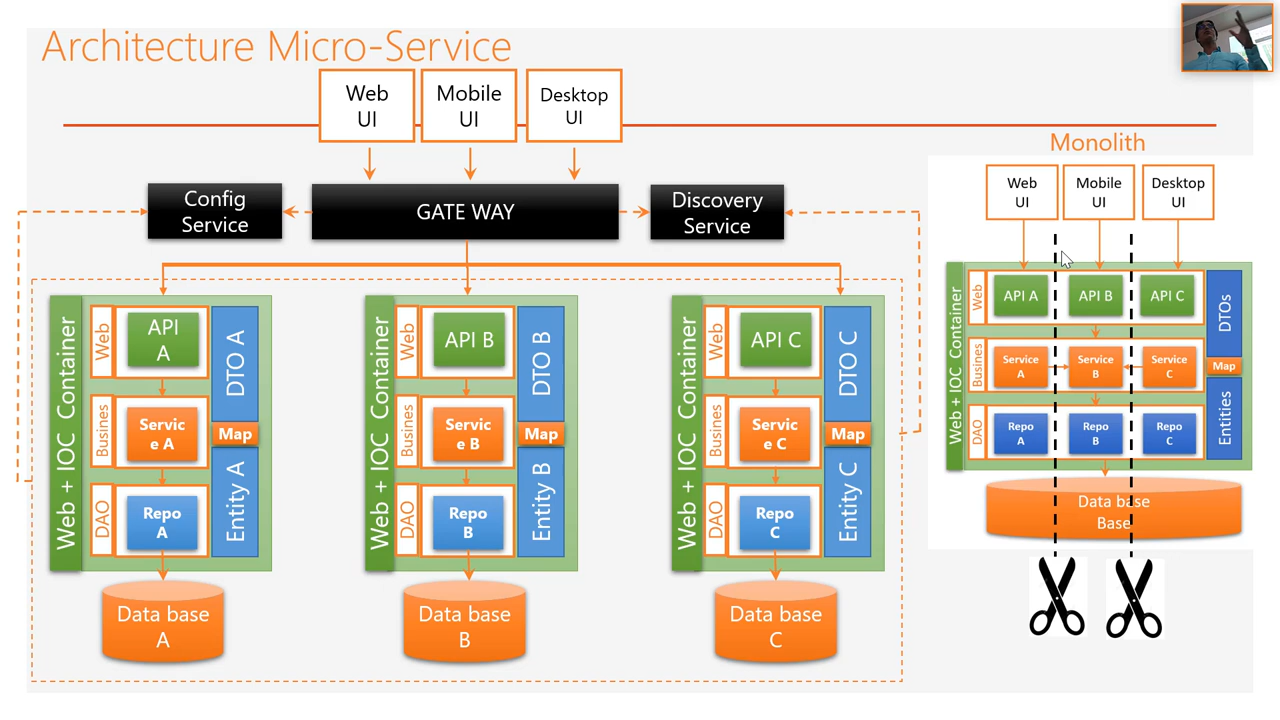 Architecture Micro-Service
Web
UI
Mobile
UI
Desktop
UI
Config
Service
GATE WAY
Discovery
Service
Web + IOC Container
Web
API
A
Busines
Servic
e A
DAO
Repo
A
DTO A
Map
Entity A
Data base
A
Web + IOC Container
Web
API B
Busines
Servic
e B
DAO
Repo
B
DTO B
Map
Entity B
Data base
B
Web + IOC Container
Web
API C
Busines
Servic
e C
DAO
Repo
C
DTO C
Map
Entity C
Data base
C
Monolith
Web
UI
Mobile
UI
Desktop
UI
Web + IOC Container
Web
API A
API B
API C
Busines
Service
A
Service
B
Service
C
DAO
Repo
A
Repo
B
Repo
C
DTOs
Map
Entities
Data base
Base